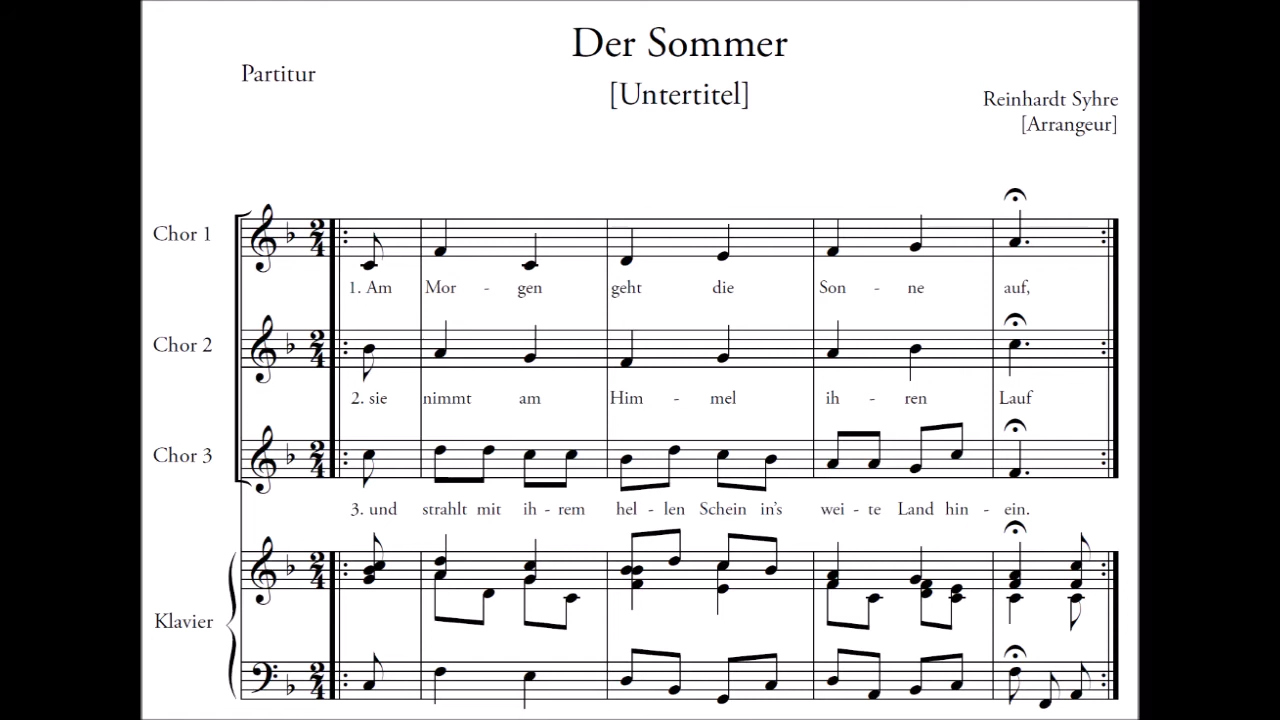 Der Sommer
Partitur
[Untertitel]
Reinhardt Syhre
[Arrangeur]
Chor 1
1. Am Mor - gen geht die Son - ne auf,
Chor 2
2. sie nimmt am Him - mel ih - ren Lauf
Chor 3
3. und strahlt mit ih - rem hel - len Schein in's wei - te Land hin - ein.
Klavier